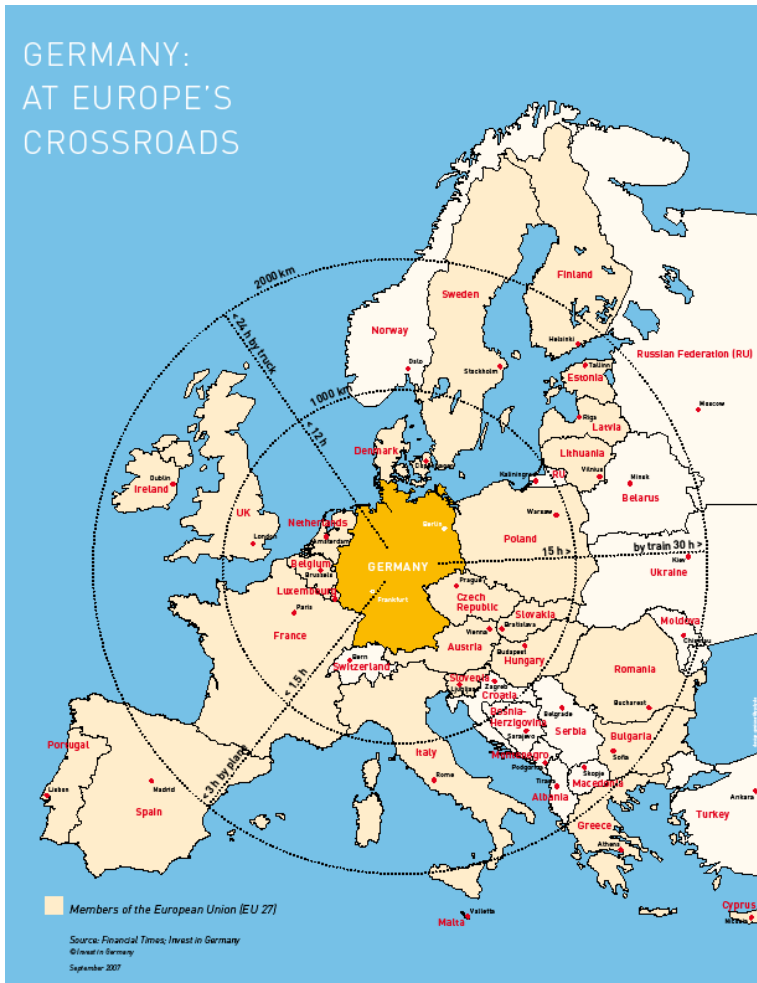 GERMANY:
AT EUROPE'S
CROSSROADS
2000 km
< 24 h by truck
1000 km
< 12 h
Finland
Sweden
Norway
Helsinki
Oslo
Stockholm
Tallinn
Estonia
Russian Federation (RU)
Moscow
Riga
Latvia
Denmark
Copenhagen
Lithuania
Vilnius
Kaliningrad
RU
Minsk
Belarus
Dublin
Ireland
UK
London
Netherlands
Amsterdam
Berlin
Warsaw
Poland
15 h >
by train 30 h >
Kiev
Ukraine
Belgium
Brussels
GERMANY
Luxembourg
Frankfurt
Paris
France
Prague
Czech
Republic
Slovakia
Bratislava
Vienna
Austria
Budapest
Hungary
Moldova
Chisinau
Bern
Switzerland
< 1.5 h
Slovenia
Ljubljana
Zagreb
Croatia
Romania
Bucharest
Bosnia-
Herzegovina
Sarajevo
Belgrade
Serbia
Bulgaria
Sofia
Portugal
Lisbon
Madrid
Spain
< 3 h by plane
Italy
Roma
Montenegro
Podgorica
Skopje
Macedonia
Tirana
Albania
Ankara
Turkey
Greece
Athens
Valletta
Malta
Cyprus
Nicosia
Members of the European Union (EU 27)
Source: Financial Times; Invest in Germany
© Invest in Germany
September 2007